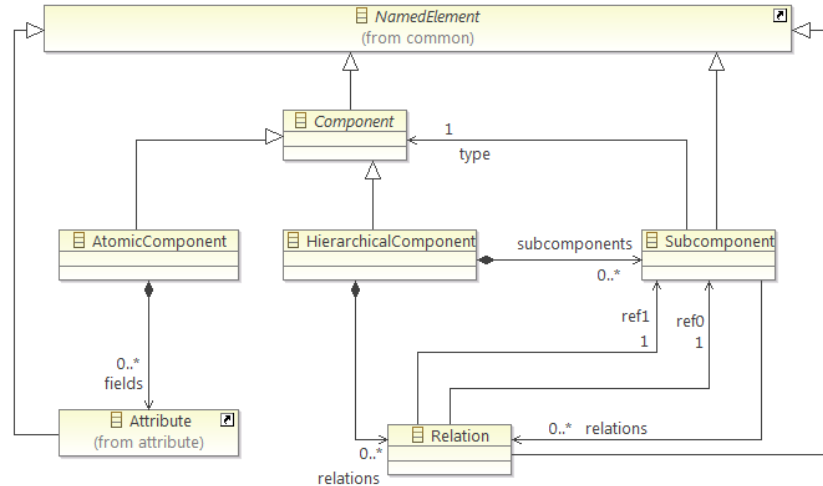 NamedElement
(from common)
Component
1
type
AtomicComponent
HierarchicalComponent
subcomponents
0..*
Subcomponent
ref1
1
ref0
1
0..*
fields
Attribute
(from attribute)
0..*
relations
Relation
0..* relations